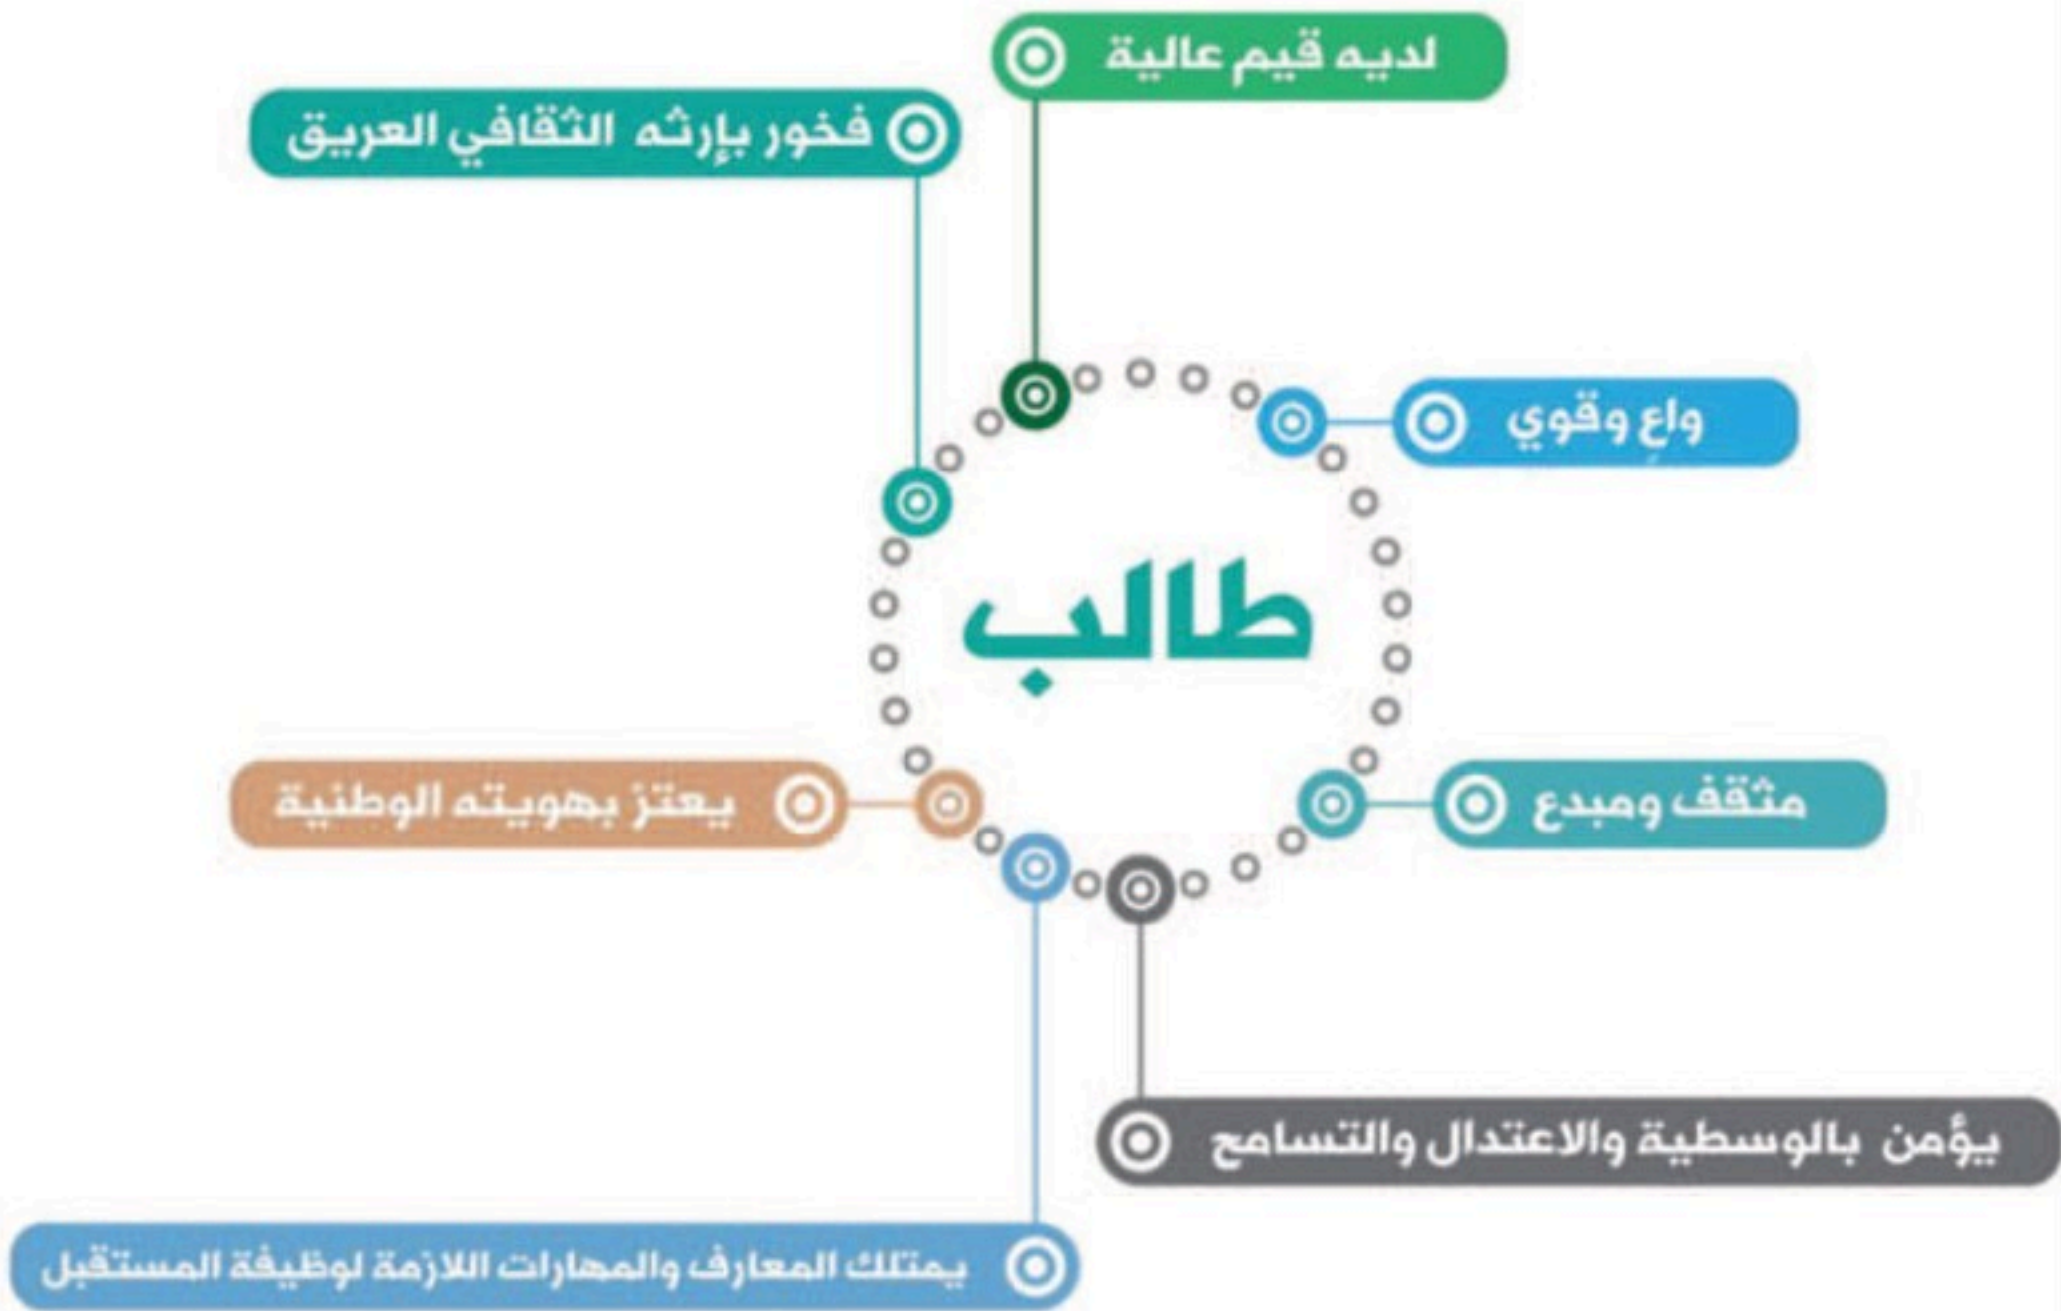 لديه قيم عالية
فخور بإرثه الثقافي العريق
واعٍ وقوي
طالب
يعتز بهويته الوطنية
مثقف ومبدع
يؤمن بالوسطية والاعتدال والتسامح
يمتلك المعارف والمهارات اللازمة لوظيفة المستقبل